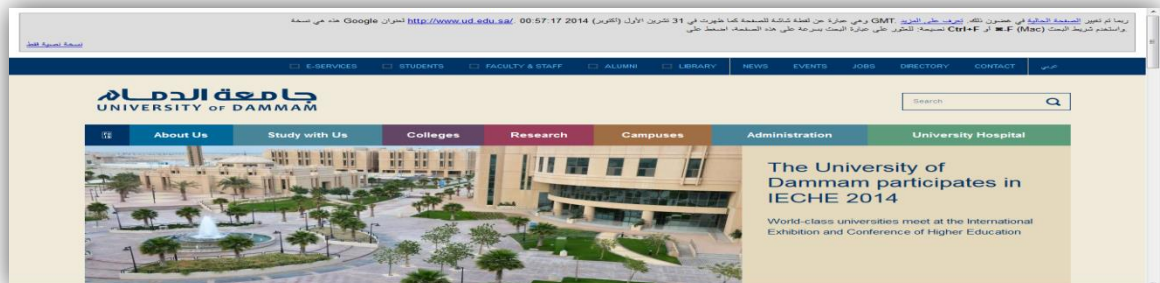 ربما تم تغيير الصفحة الحالية في غضون ذلك. تعرف على المزيد .GMT وهي عبارة عن لقطة شاشة للصفحة كما ظهرت في 31 تشرين الأول (أكتوبر) 2014 00:57:17 .http://www.ud.edu.sa/ لعنوان Google هذه هي نسخة
واستخدم شريط البحث (Mac) ⌘-F أو Ctrl+F نصيحة: للعثور على عبارة البحث بسرعة على هذه الصفحة، اضغط على.
نسخة نصية فقط
E-SERVICES STUDENTS FACULTY & STAFF ALUMNI LIBRARY NEWS EVENTS JOBS DIRECTORY CONTACT عربي
جامعة الدمام
UNIVERSITY OF DAMMAM
Search
About Us Study with Us Colleges Research Campuses Administration University Hospital
The University of
Dammam participates in
IECHE 2014
World-class universities meet at the International
Exhibition and Conference of Higher Education